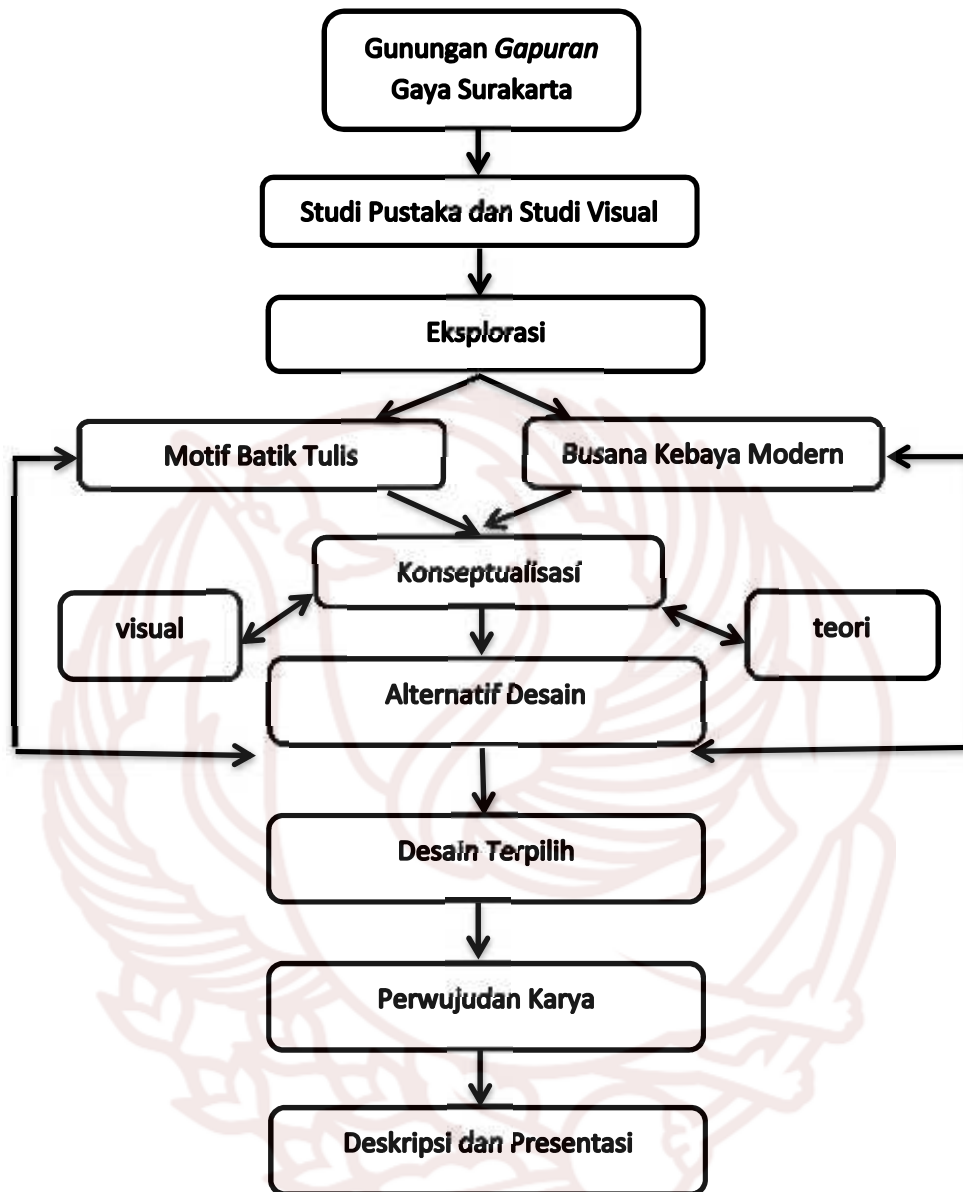 Gunungan Gapuran
Gaya Surakarta
Studi Pustaka dan Studi Visual
Eksplorasi
Motif Batik Tulis
Busana Kebaya Modern
Konseptualisasi
visual
teori
Alternatif Desain
Desain Terpilih
Perwujudan Karya
Deskripsi dan Presentasi